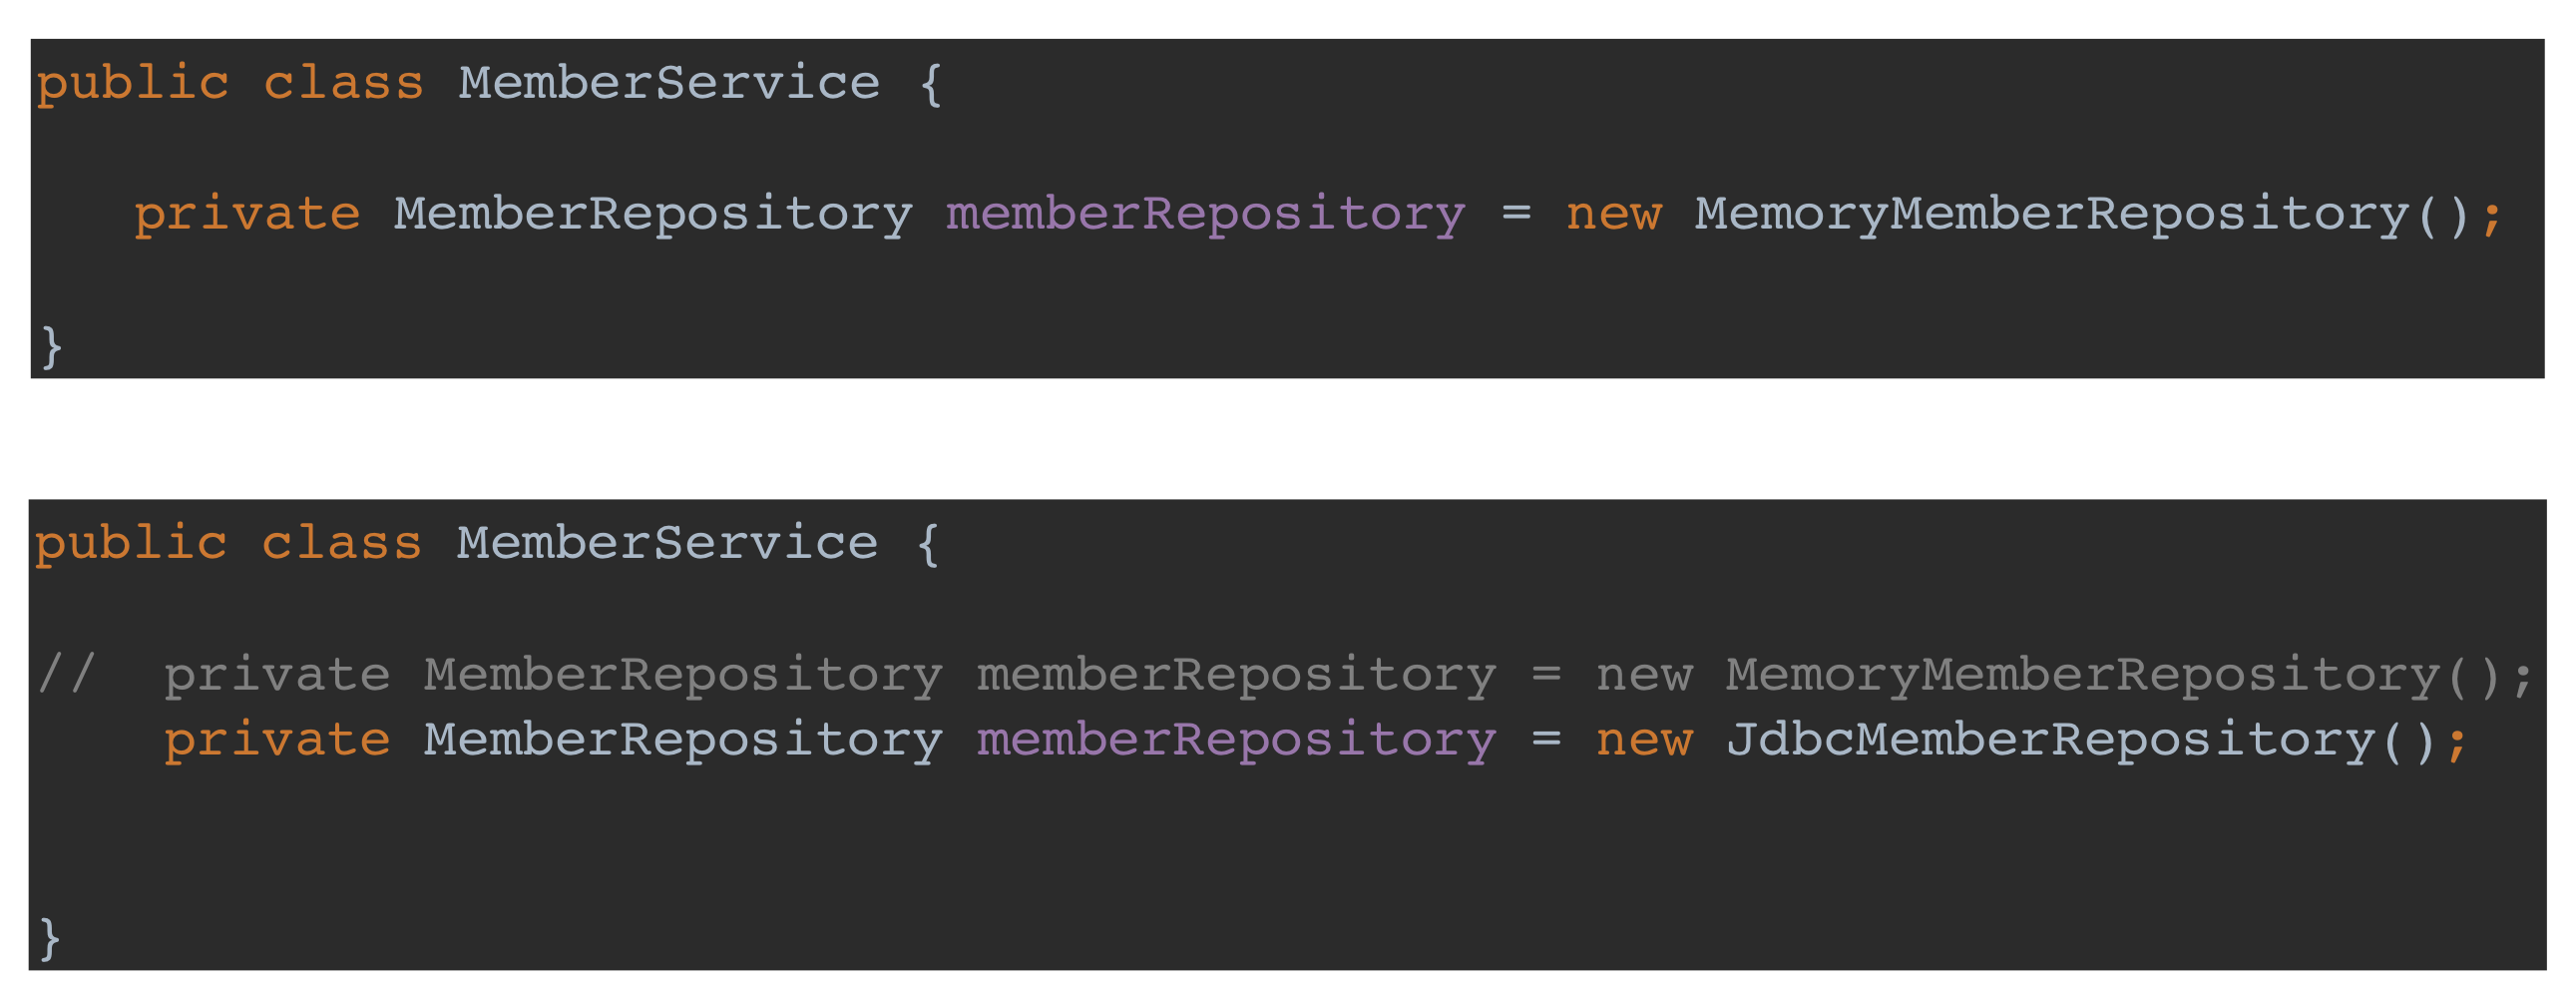 public class MemberService {
private MemberRepository memberRepository = new MemoryMemberRepository();
}
public class MemberService {
// private MemberRepository memberRepository = new MemoryMemberRepository();
private MemberRepository memberRepository = new JdbcMemberRepository();
}